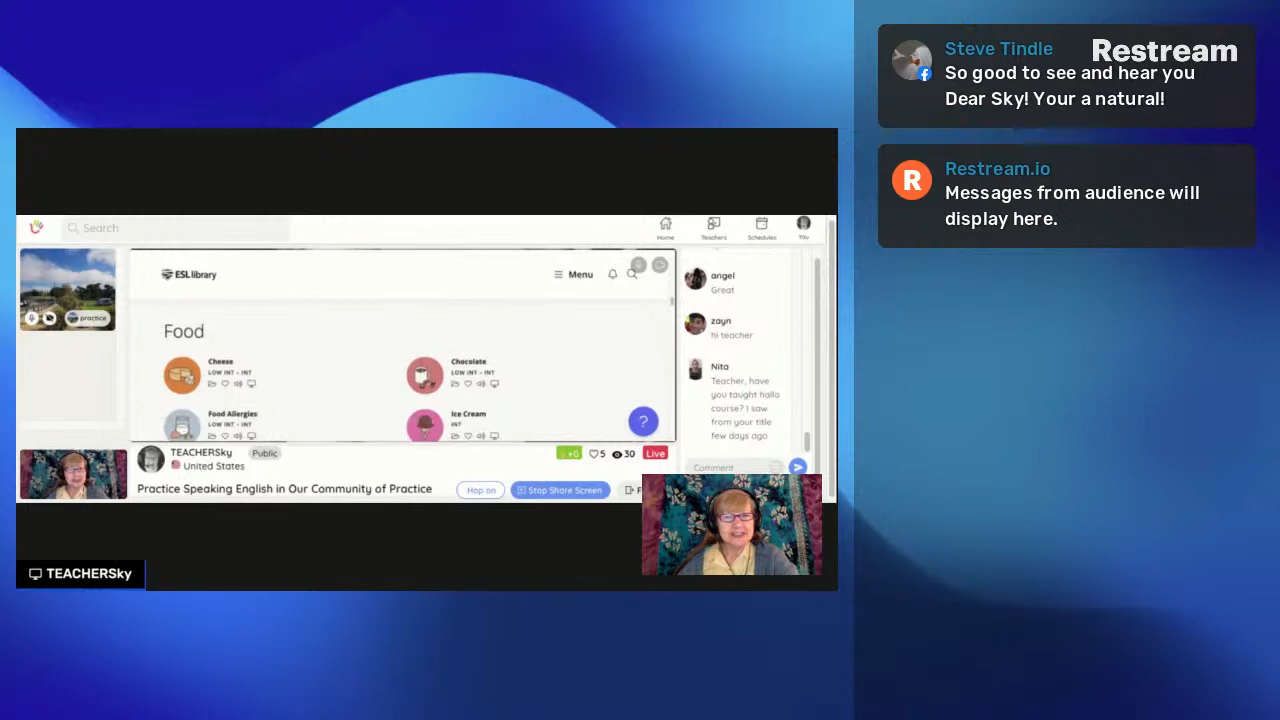 Search
Home
Teachers
Schedules
You
practice
ESL library
Menu
Food
Cheese
LOW INT - INT
Chocolate
LOW INT - INT
Food Allergies
LOW INT - INT
Ice Cream
INT
?
angel
Great
zayn
hi teacher
Nita
Teacher, have
you taught hallo
course? I saw
from your title
few days ago
Comment
TEACHERSky
Public
United States
+0
5
30
Live
Practice Speaking English in Our Community of Practice
Hop on
Stop Share Screen
TEACHERSky
Restream
Steve Tindle
So good to see and hear you
Dear Sky! Your a natural!
R
Restream.io
Messages from audience will
display here.